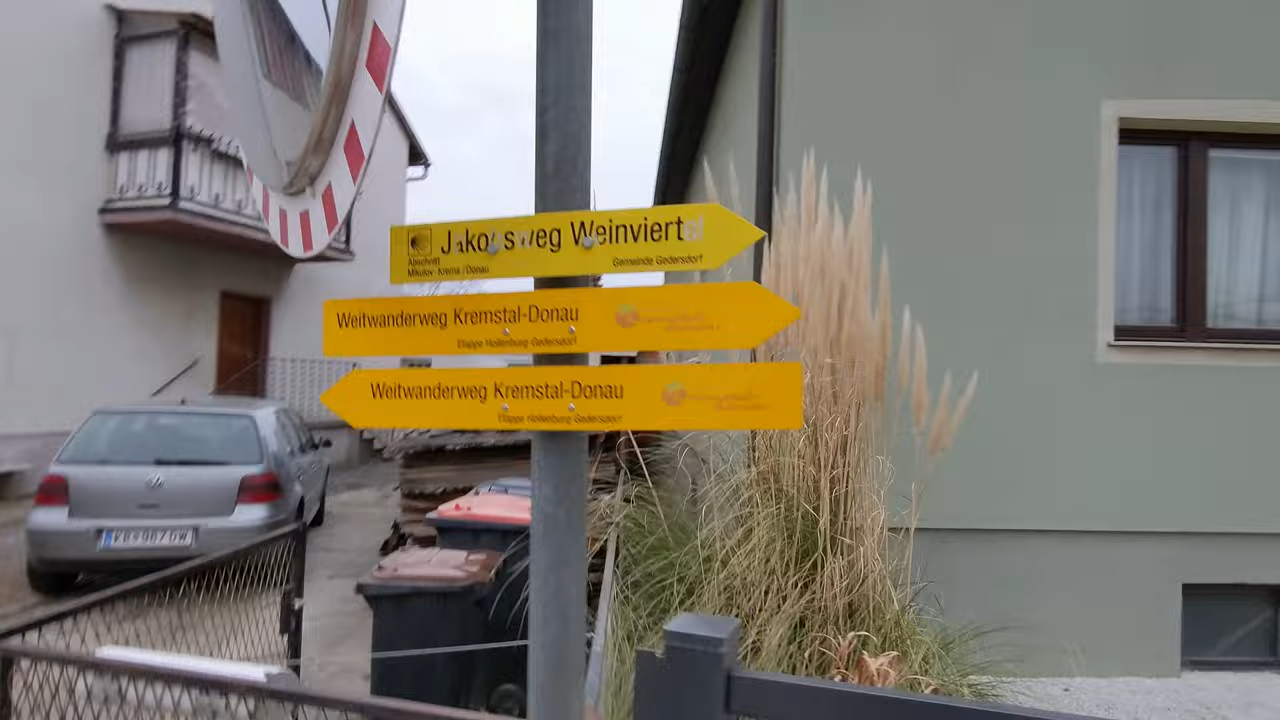 Jakobsweg Weinviertel
Abschnitt
Mikulov-Krems/Donau
Gemeinde Gedersdorf
Weitwanderweg Kremstal-Donau
Etappe Hollenburg-Gedersdorf
Weitwanderweg Kremstal-Donau
Etappe Hollenburg-Gedersdorf